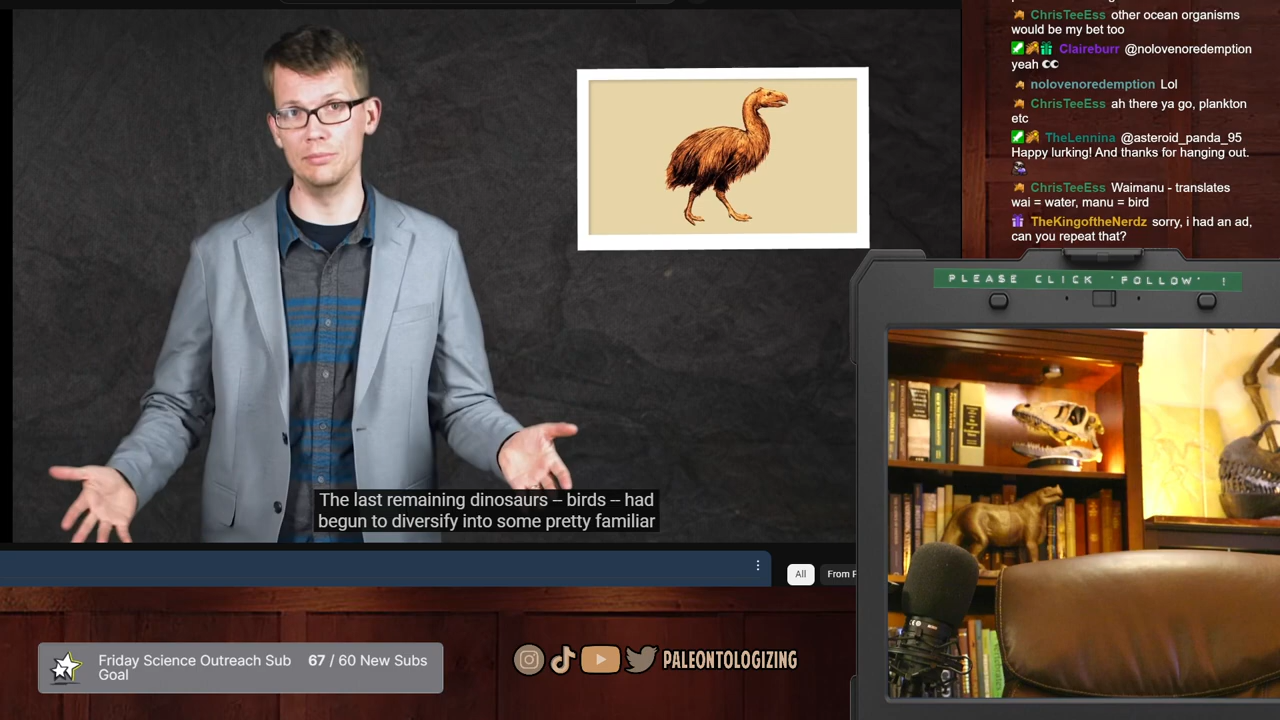 ChrisTeeEss other ocean organisms
would be my bet too
Claireburr @nolovenoredemption
yeah 👀
nolovenoredemption Lol
ChrisTeeEss ah there ya go, plankton
etc
TheLennina @asteroid_panda_95
Happy lurking! And thanks for hanging out.
ChrisTeeEss Waimanu - translates
wai = water, manu = bird
TheKingoftheNerdz sorry, i had an ad,
can you repeat that?
PLEASE CLICK 'FOLLOW' !
The last remaining dinosaurs – birds – had
begun to diversify into some pretty familiar
All
From F
Friday Science Outreach Sub
Goal
67 / 60 New Subs
PALEONTOLOGIZING